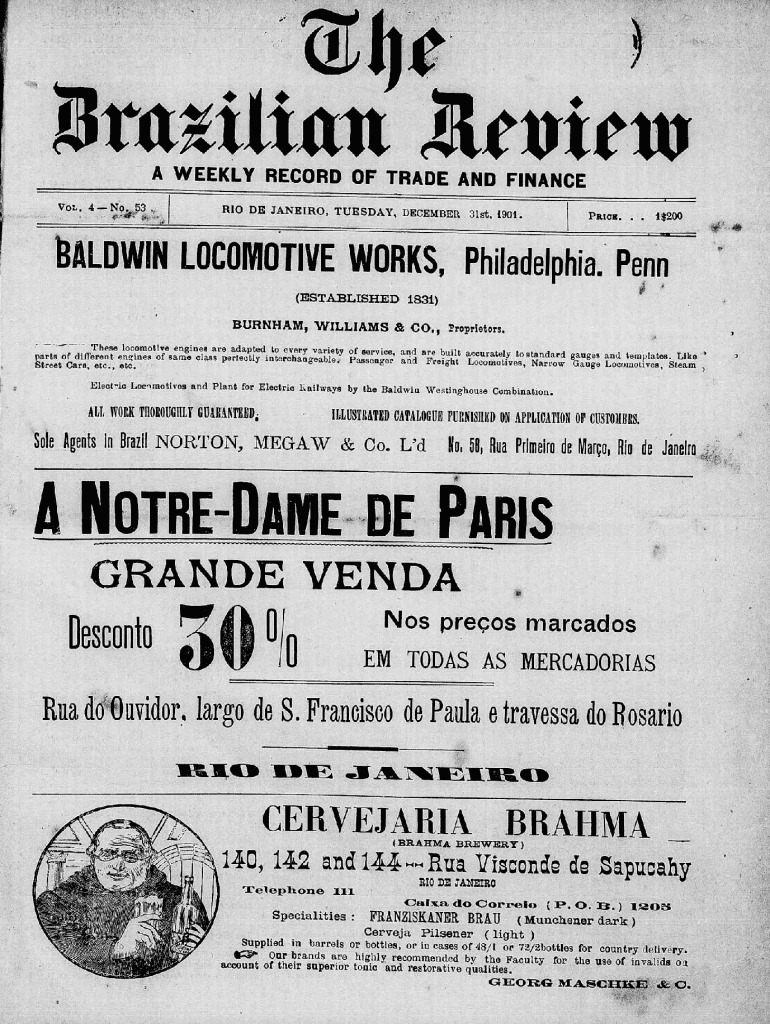 The
Brazilian Review
A WEEKLY RECORD OF TRADE AND FINANCE
VOL. 4 — No. 53
RIO DE JANEIRO, TUESDAY, DECEMBER 31st, 1901.
PRICE. . . 1$200
BALDWIN LOCOMOTIVE WORKS, Philadelphia. Penn
(ESTABLISHED 1831)
BURNHAM, WILLIAMS & CO., Proprietors.
These locomotive engines are adapted to every variety of service, and are built accurately to standard gauges and templates. Like
parts of different engines of same class perfectly interchangeable. Passenger and Freight Locomotives, Narrow Gauge Locomotives, Steam
Street Cars, etc., etc.
Electric Locomotives and Plant for Electric Railways by the Baldwin Westinghouse Combination.
ALL WORK THOROUGHLY GUARANTEED. ILLUSTRATED CATALOGUE FURNISHED ON APPLICATION OF CUSTOMERS.
Sole Agents in Brazil NORTON, MEGAW & Co. L'd No. 58, Rua Primeiro de Março, Rio de Janeiro
A NOTRE-DAME DE PARIS
GRANDE VENDA
Desconto 30 %
Nos preços marcados
EM TODAS AS MERCADORIAS
Rua do Ouvidor, largo de S. Francisco de Paula e travessa do Rosario
RIO DE JANEIRO
CERVEJARIA BRAHMA
(BRAHMA BREWERY)
140, 142 and 144 -- Rua Visconde de Sapucahy
RIO DE JANEIRO
Telephone 111
Caixa do Correio (P. O. B.) 1205
Specialities : FRANZISKANER BRAU (Munchener dark)
Cerveja Pilsener (light)
Supplied in barrels or bottles, or in cases of 48/1 or 72/2bottles for country delivery.
☞ Our brands are highly recommended by the Faculty for the use of invalids on
account of their superior tonic and restorative qualities.
GEORG MASCHKE & C.